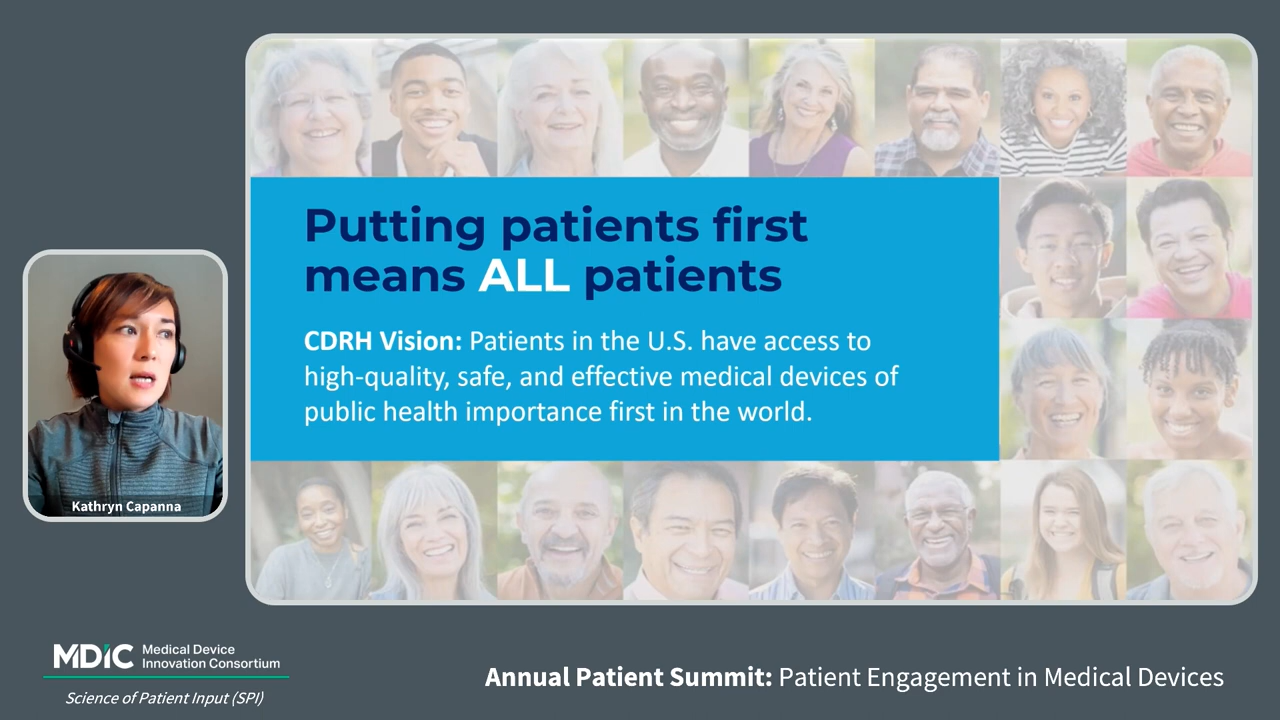 Putting patients first
means ALL patients
CDRH Vision: Patients in the U.S. have access to
high-quality, safe, and effective medical devices of
public health importance first in the world.
Kathryn Capanna
MDIC Medical Device
Innovation Consortium
Science of Patient Input (SPI)
Annual Patient Summit: Patient Engagement in Medical Devices